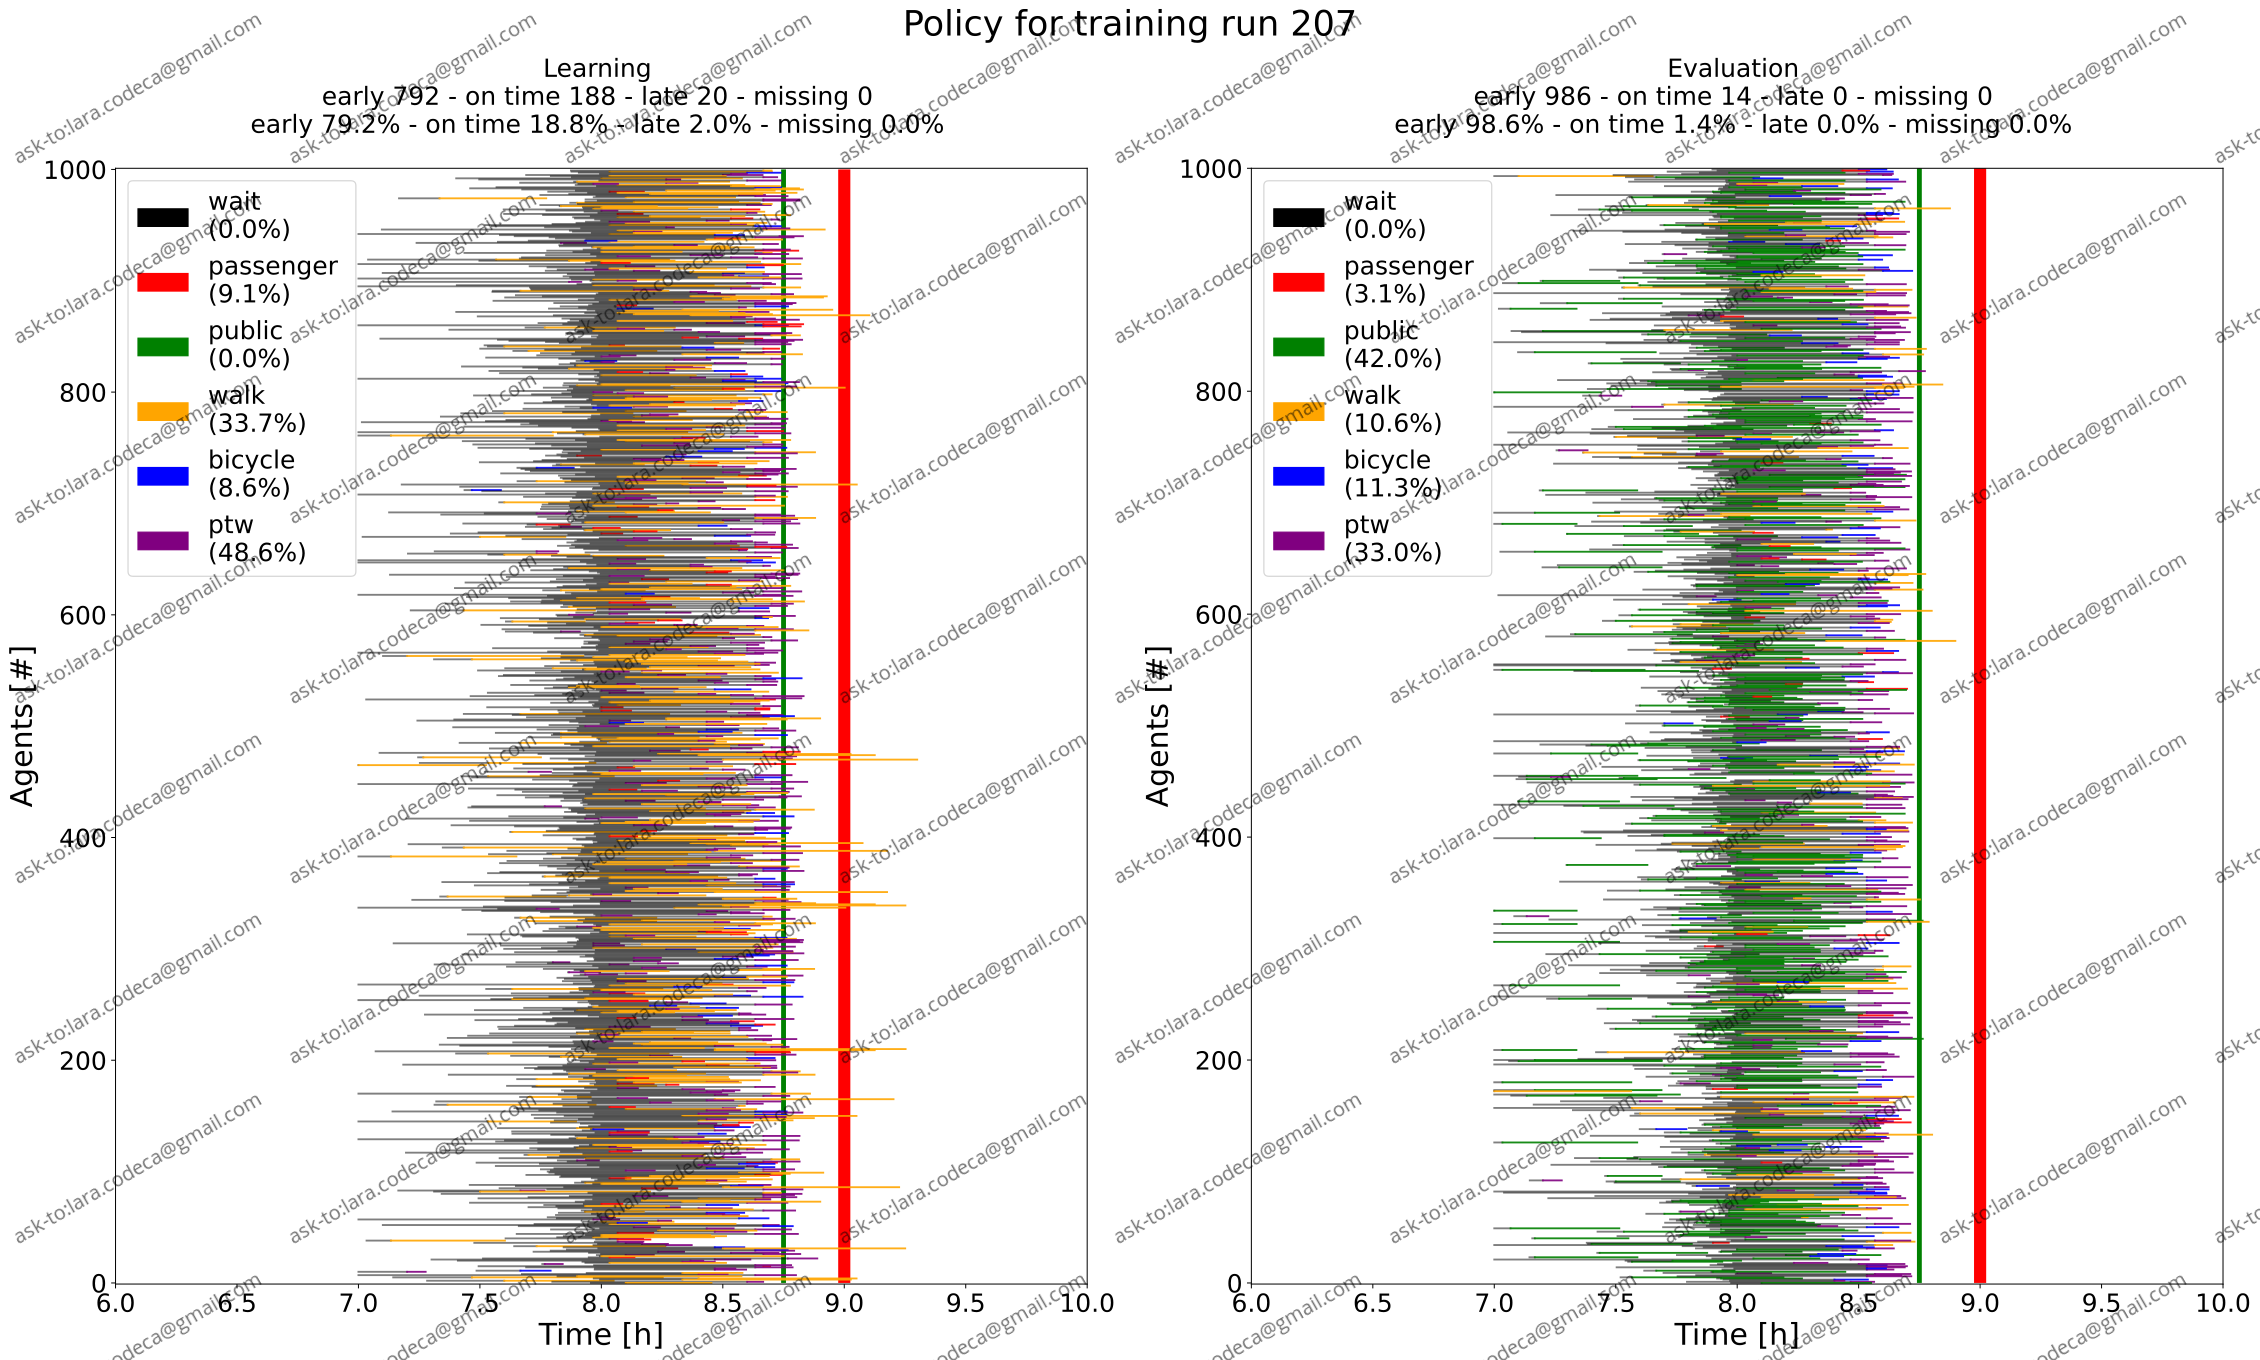 Policy for training run 207
Learning
early 792 - on time 188 - late 20 - missing 0
early 79.2% - on time 18.8% - late 2.0% - missing 0.0%
1000
800
600
400
200
0
Agents [#]
wait
(0.0%)
passenger
(9.1%)
public
(0.0%)
walk
(33.7%)
bicycle
(8.6%)
ptw
(48.6%)
6.0 6.5 7.0 7.5 8.0 8.5 9.0 9.5 10.0
Time [h]
Evaluation
early 986 - on time 14 - late 0 - missing 0
early 98.6% - on time 1.4% - late 0.0% - missing 0.0%
1000
800
600
400
200
0
Agents [#]
wait
(0.0%)
passenger
(3.1%)
public
(42.0%)
walk
(10.6%)
bicycle
(11.3%)
ptw
(33.0%)
6.0 6.5 7.0 7.5 8.0 8.5 9.0 9.5 10.0
Time [h]
ask-to:lara.codeca@gmail.com